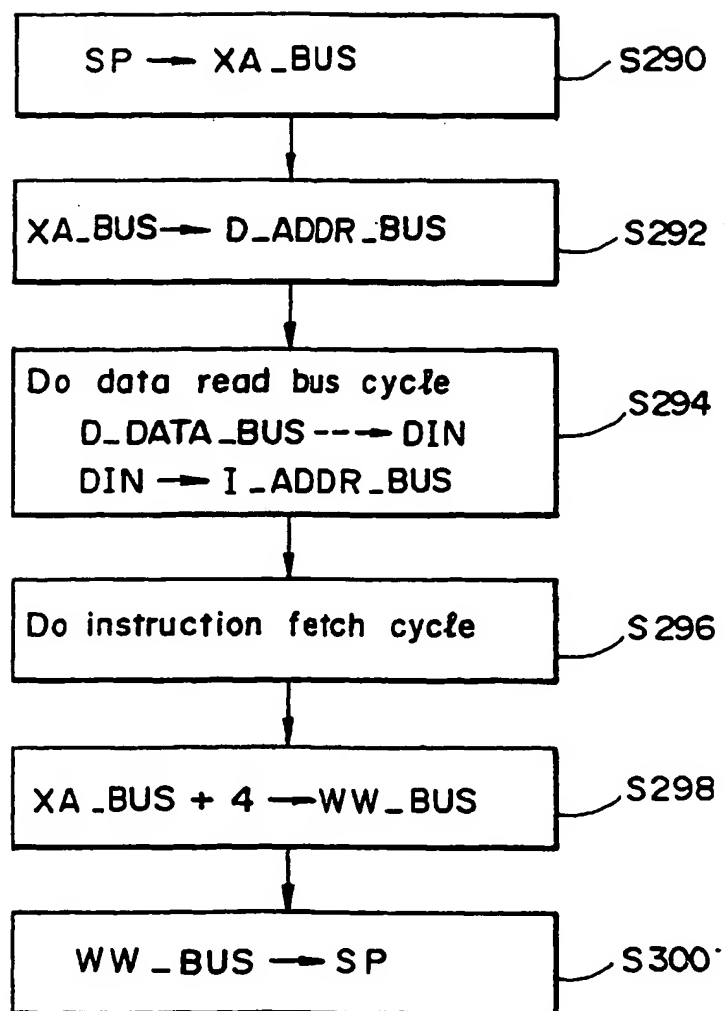 SP → XA_BUS
S290
XA_BUS → D_ADDR_BUS
S292
Do data read bus cycle
D_DATA_BUS ---→ DIN
DIN → I_ADDR_BUS
S294
Do instruction fetch cycle
S296
XA_BUS + 4 → WW_BUS
S298
WW_BUS → SP
S300